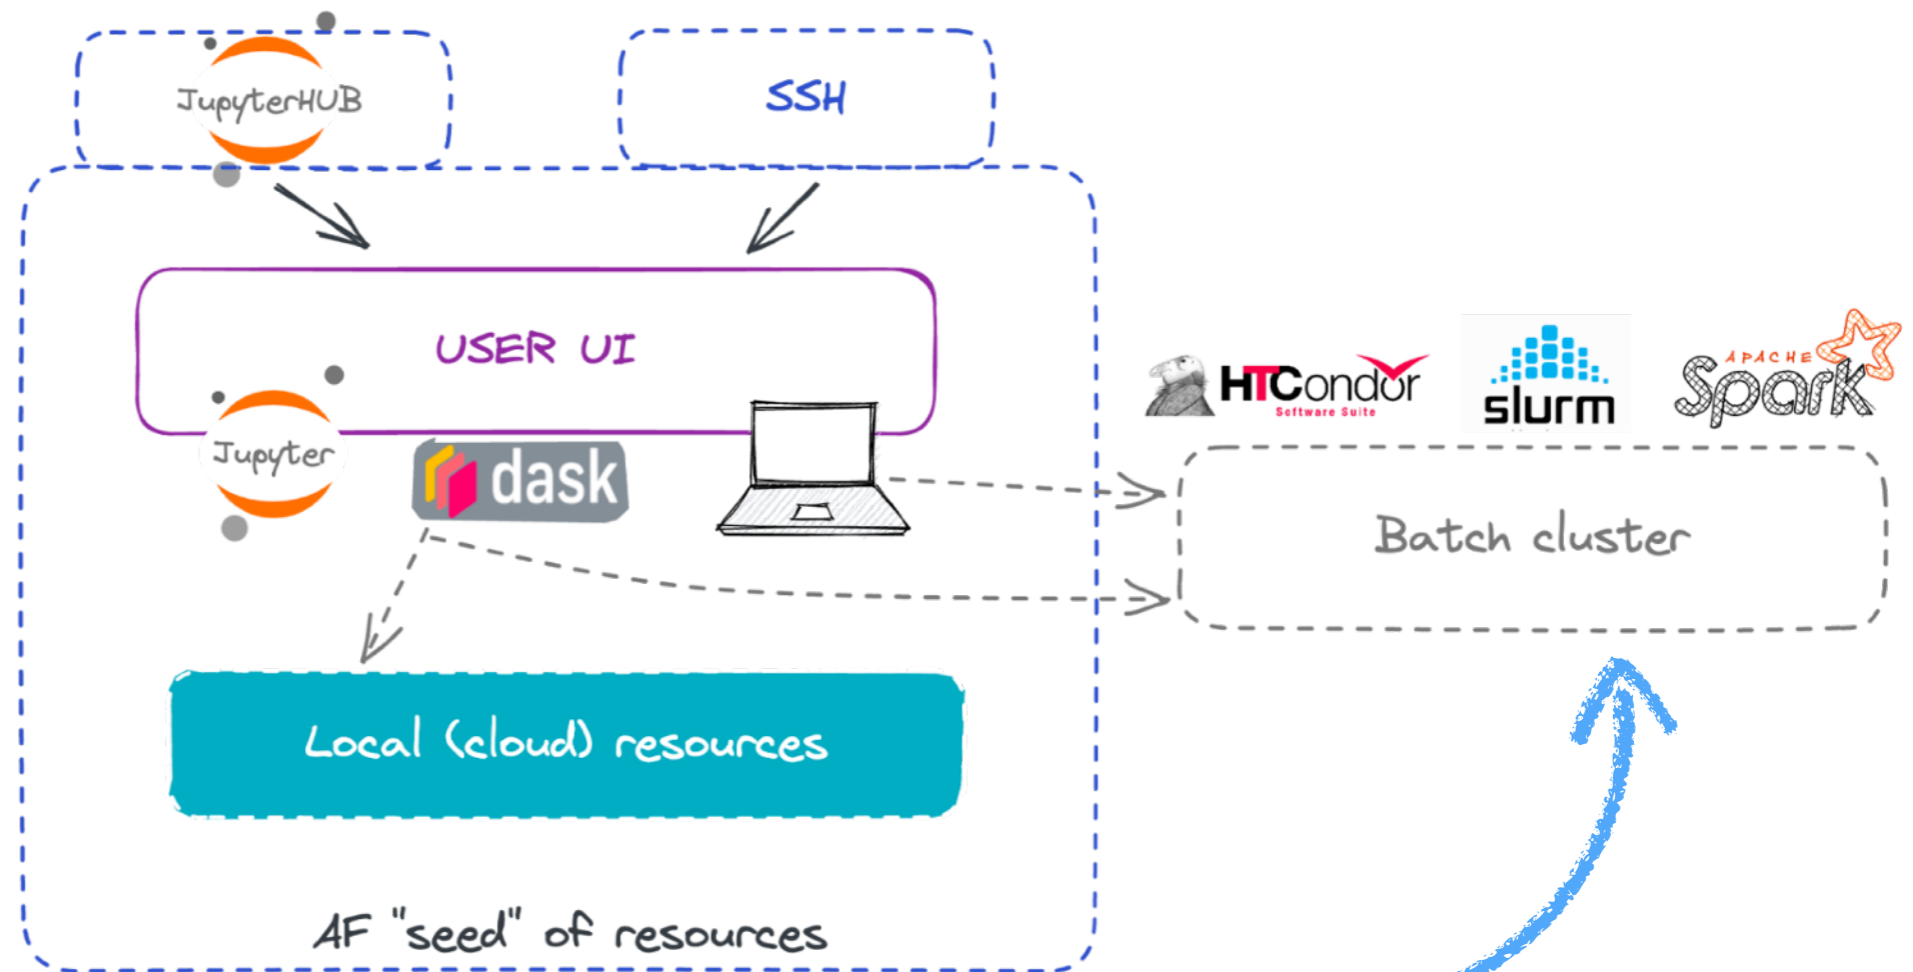 JupyterHUB
SSH
USER UI
Jupyter
dask
HTCondor
Software Suite
slurm
APACHE
Spark
Batch cluster
Local (cloud) resources
AF "seed" of resources